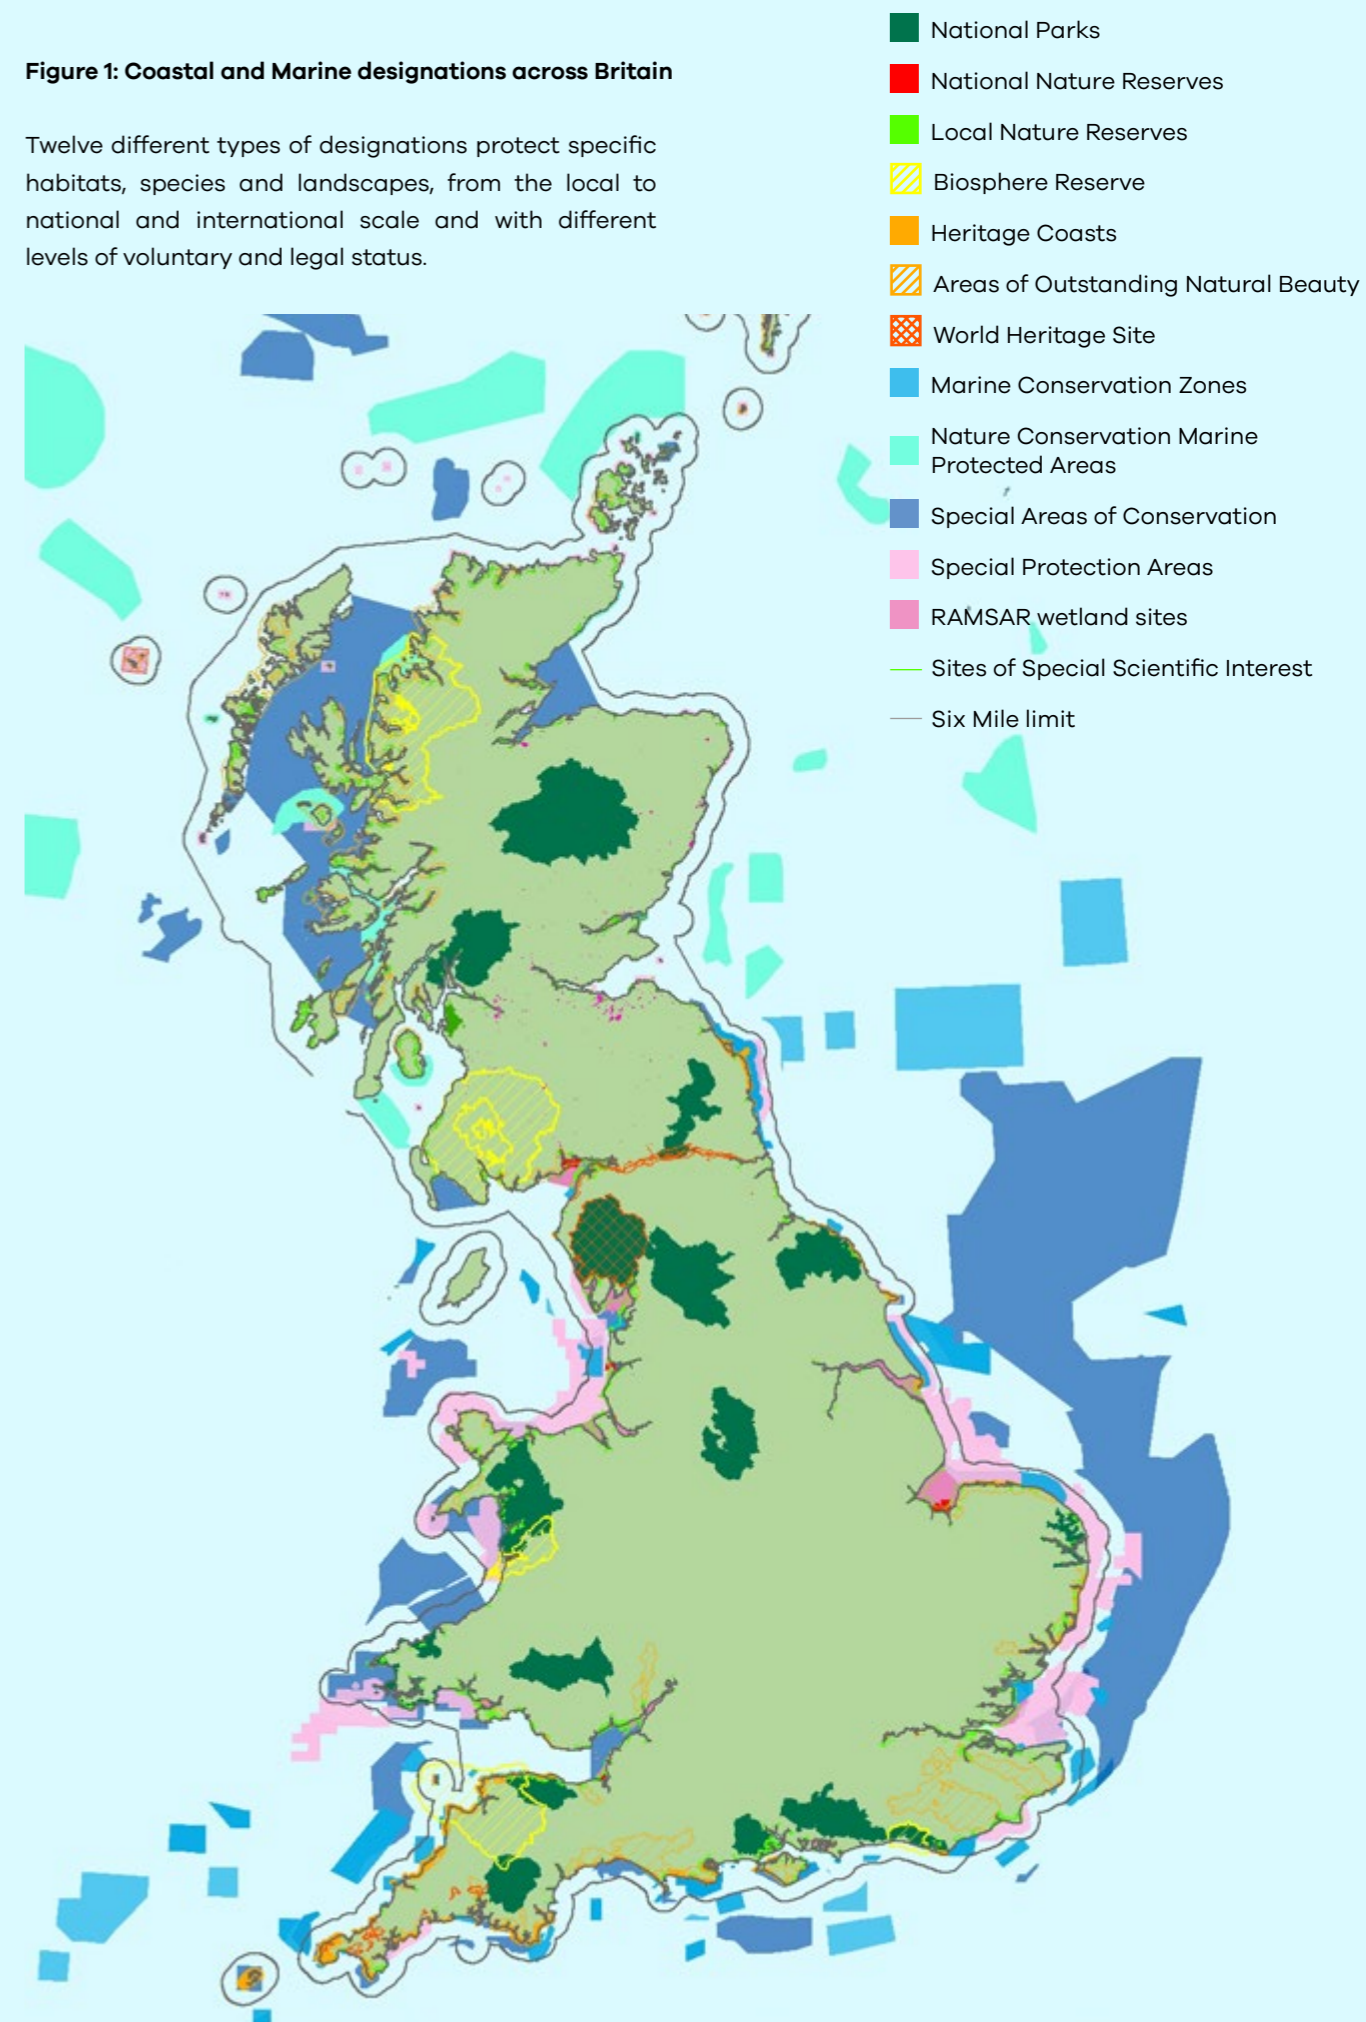 Figure 1: Coastal and Marine designations across Britain
Twelve different types of designations protect specific
habitats, species and landscapes, from the local to
national and international scale and with different
levels of voluntary and legal status.
National Parks
National Nature Reserves
Local Nature Reserves
Biosphere Reserve
Heritage Coasts
Areas of Outstanding Natural Beauty
World Heritage Site
Marine Conservation Zones
Nature Conservation Marine
Protected Areas
Special Areas of Conservation
Special Protection Areas
RAMSAR wetland sites
Sites of Special Scientific Interest
Six Mile limit